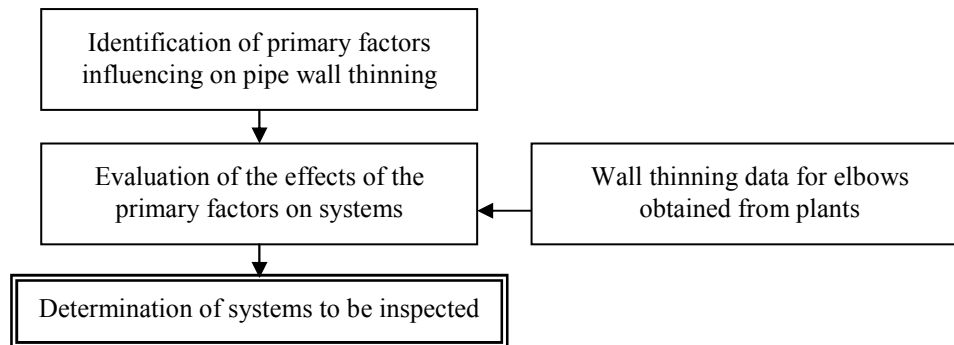 Identification of primary factors
influencing on pipe wall thinning
Evaluation of the effects of the
primary factors on systems
Wall thinning data for elbows
obtained from plants
Determination of systems to be inspected